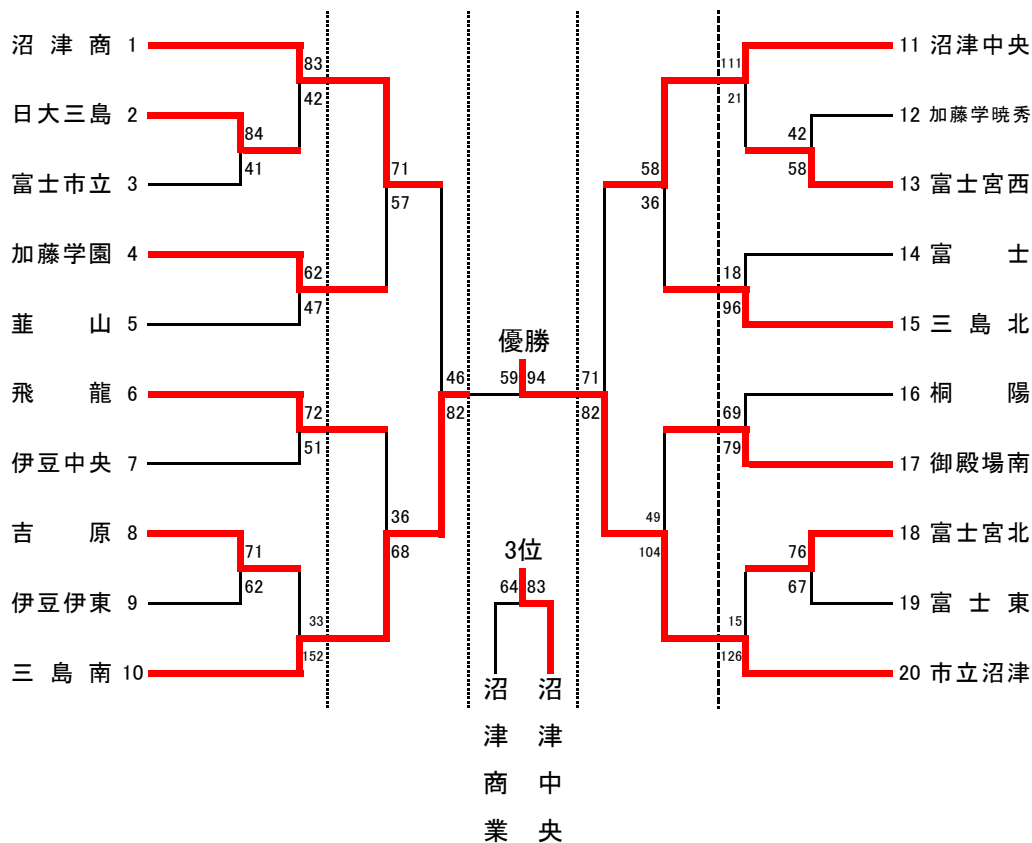 沼津商 1
日大三島 2
富士市立 3
加藤学園 4
韮山 5
飛龍 6
伊豆中央 7
吉原 8
伊豆伊東 9
三島南 10
83
42
84
41
62
47
72
51
71
62
33
152
71
57
36
68
46
82
優勝
59 94
3位
64 83
沼津商業
沼津中央
71
82
58
36
49
104
111
21
42
58
18
96
69
79
76
67
15
126
11 沼津中央
12 加藤学暁秀
13 富士宮西
14 富士
15 三島北
16 桐陽
17 御殿場南
18 富士宮北
19 富士東
20 市立沼津